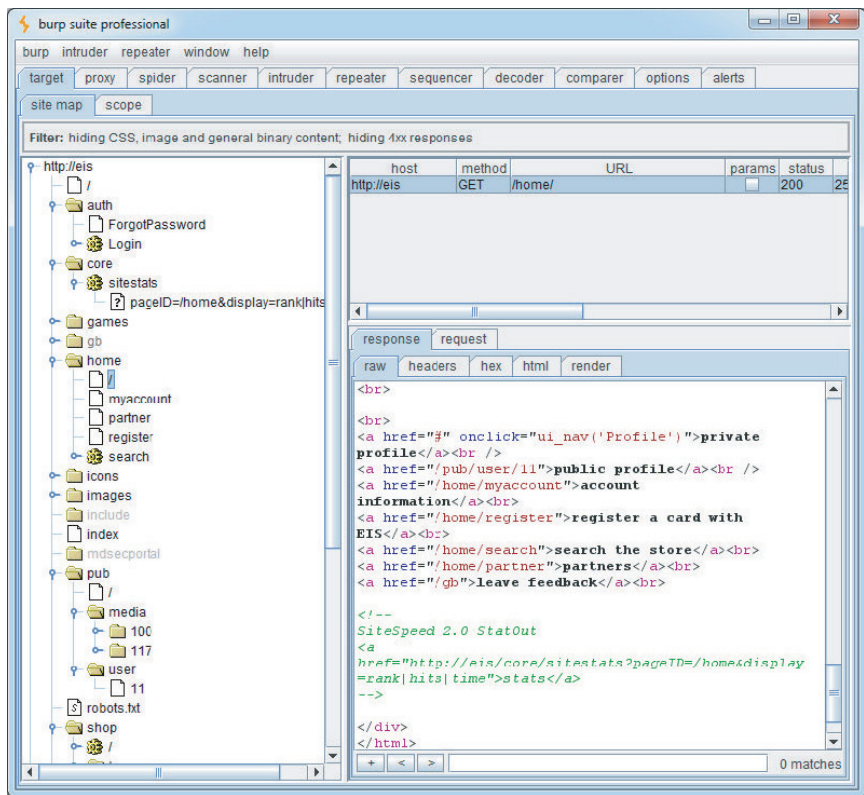 burp suite professional
burp intruder repeater window help
target proxy spider scanner intruder repeater sequencer decoder comparer options alerts
site map scope
Filter: hiding CSS, image and general binary content; hiding 4xx responses
http://eis
/
auth
ForgotPassword
Login
core
sitestats
pageID=/home&display=rank|hits
games
gb
home
/
myaccount
partner
register
search
icons
images
include
index
mdsecportal
pub
/
media
100
117
user
11
robots.txt
shop
/
host method URL params status
http://eis GET /home/ 200 25
response request
raw headers hex html render
<br>
<br>
<a href="#" onclick="ui_nav('Profile')">private
profile</a><br />
<a href="/pub/user/11">public profile</a><br />
<a href="/home/myaccount">account
information</a><br>
<a href="/home/register">register a card with
EIS</a><br>
<a href="/home/search">search the store</a><br>
<a href="/home/partner">partners</a><br>
<a href="/gb">leave feedback</a><br>
<!--
SiteSpeed 2.0 StatOut
<a
href="http://eis/core/sitestats?pageID=/home&display
=rank|hits|time">stats</a>
-->
</div>
</html>
+ < > 0 matches